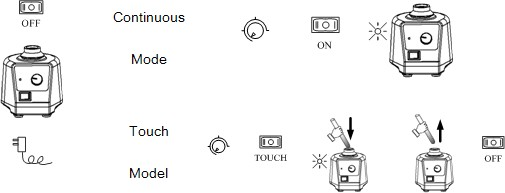 OFF
Continuous
Mode
ON
Touch
Model
TOUCH
OFF